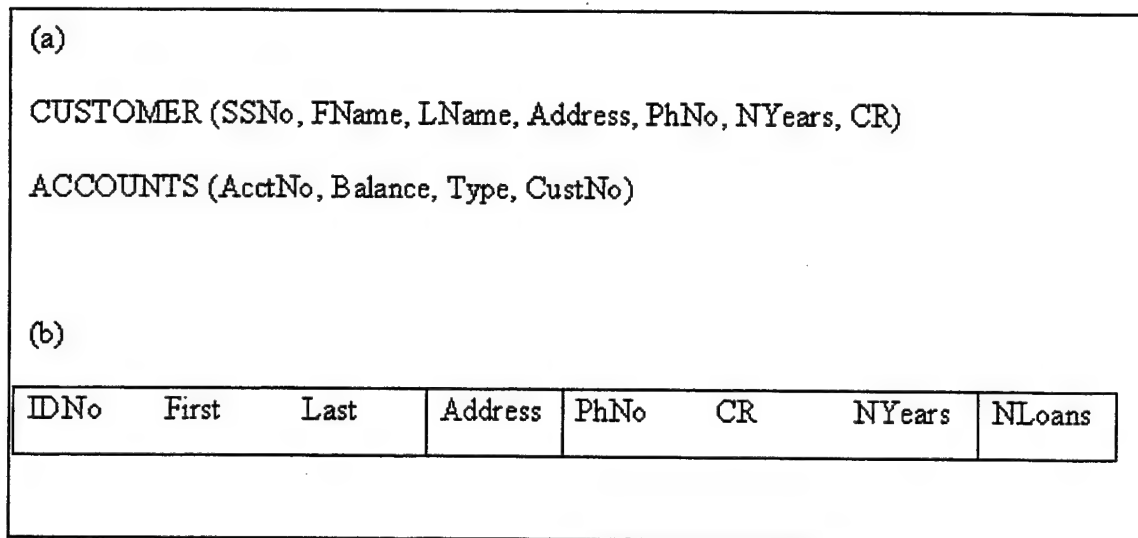 (a)
CUSTOMER (SSNo, FName, LName, Address, PhNo, NYears, CR)
ACCOUNTS (AcctNo, Balance, Type, CustNo)
(b)
IDNo First Last Address PhNo CR NYears NLoans